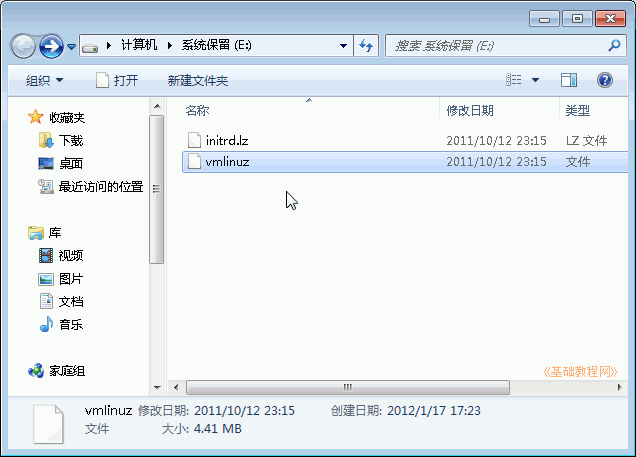 计算机 系统保留 (E:) 搜索 系统保留 (E:)
组织 打开 新建文件夹
收藏夹
下载
桌面
最近访问的位置
库
视频
图片
文档
音乐
家庭组
名称 修改日期 类型
initrd.lz 2011/10/12 23:15 LZ 文件
vmlinuz 2011/10/12 23:15 文件
《基础教程网》
vmlinuz 修改日期: 2011/10/12 23:15 创建日期: 2012/1/17 17:23
文件 大小: 4.41 MB